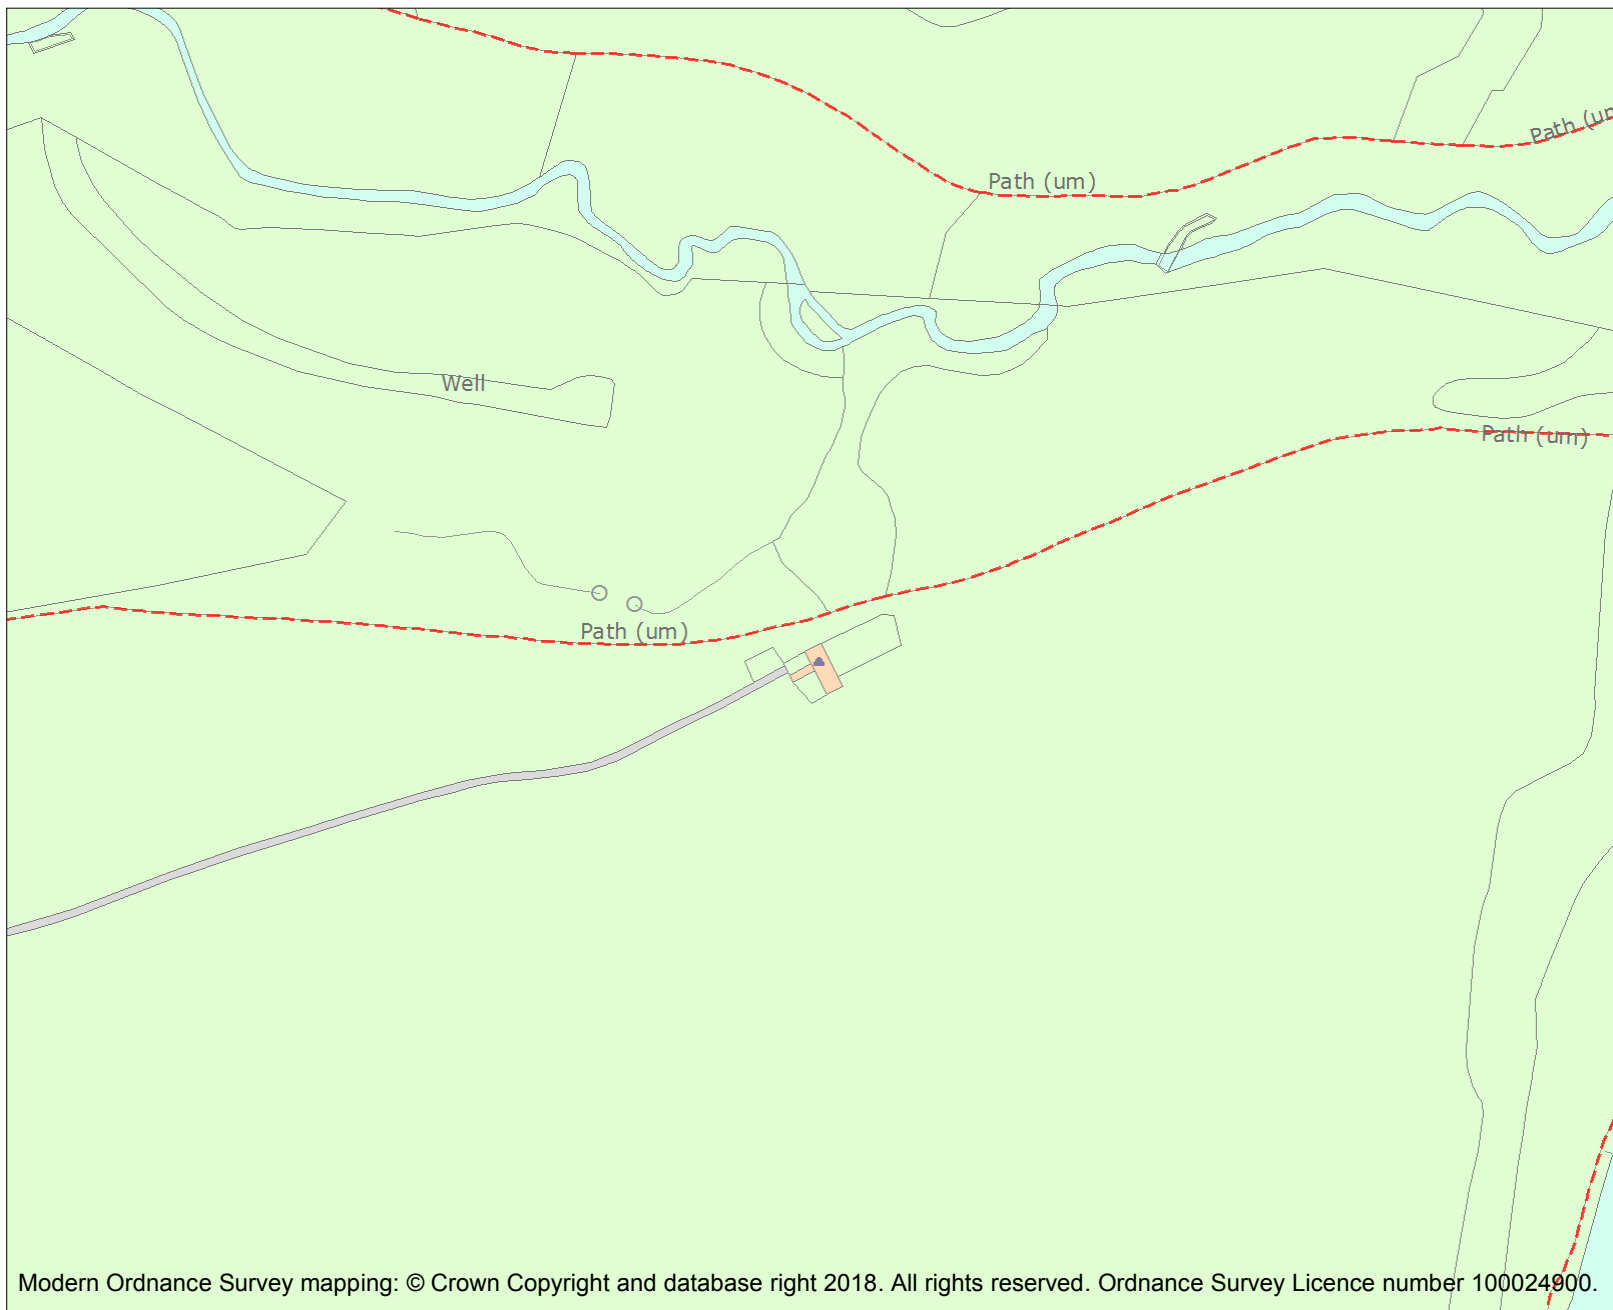 Path (um)
Path (um)
Well
Path (um)
Path (um)
Modern Ordnance Survey mapping: © Crown Copyright and database right 2018. All rights reserved. Ordnance Survey Licence number 100024900.